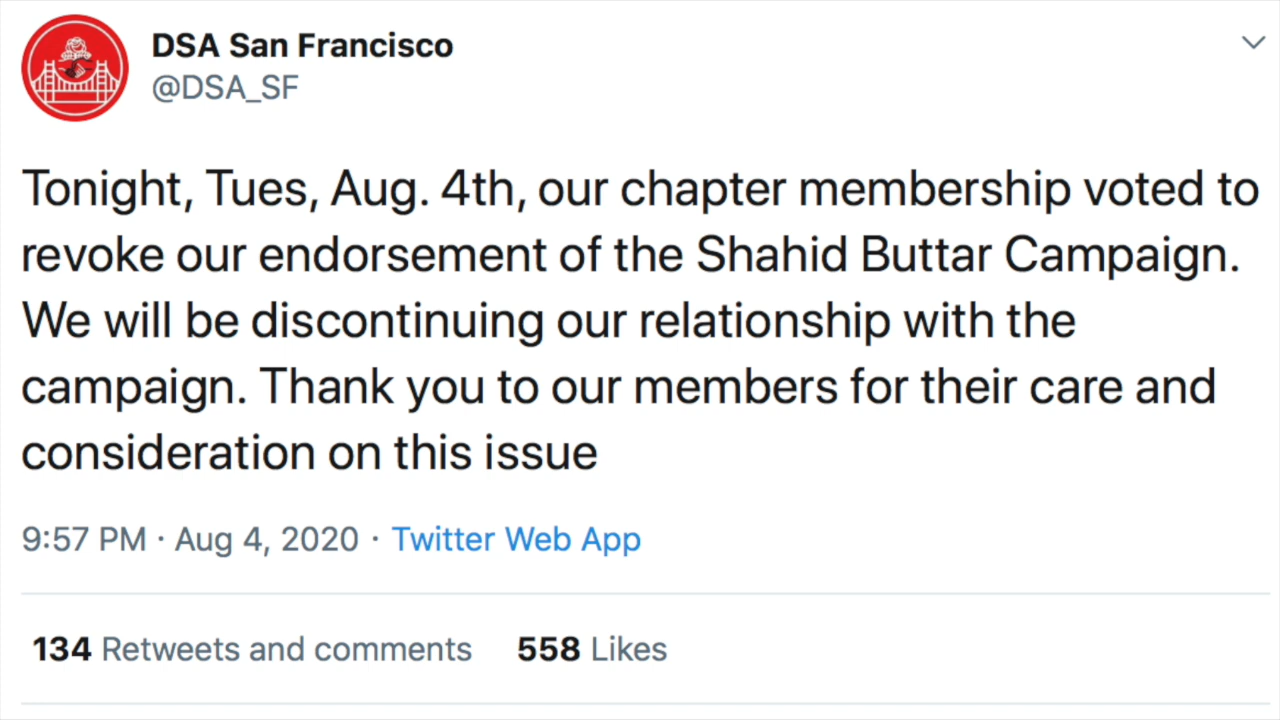 DSA San Francisco
@DSA_SF
Tonight, Tues, Aug. 4th, our chapter membership voted to
revoke our endorsement of the Shahid Buttar Campaign.
We will be discontinuing our relationship with the
campaign. Thank you to our members for their care and
consideration on this issue
9:57 PM · Aug 4, 2020 · Twitter Web App
134 Retweets and comments 558 Likes